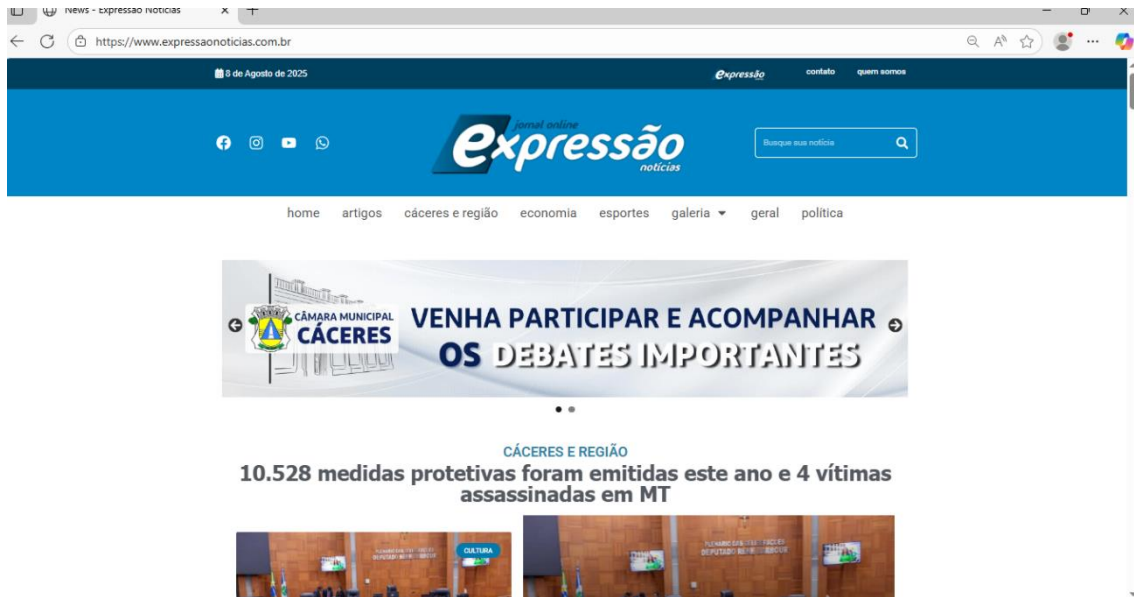 News - Expressão Notícias
https://www.expressaonoticias.com.br
8 de Agosto de 2025
expressão
contato
quem somos
jornal online
expressão
notícias
Busque sua notícia
home artigos cáceres e região economia esportes galeria geral política
CÂMARA MUNICIPAL
CÁCERES
VENHA PARTICIPAR E ACOMPANHAR
OS DEBATES IMPORTANTES
CÁCERES E REGIÃO
10.528 medidas protetivas foram emitidas este ano e 4 vítimas
assassinadas em MT
CULTURA